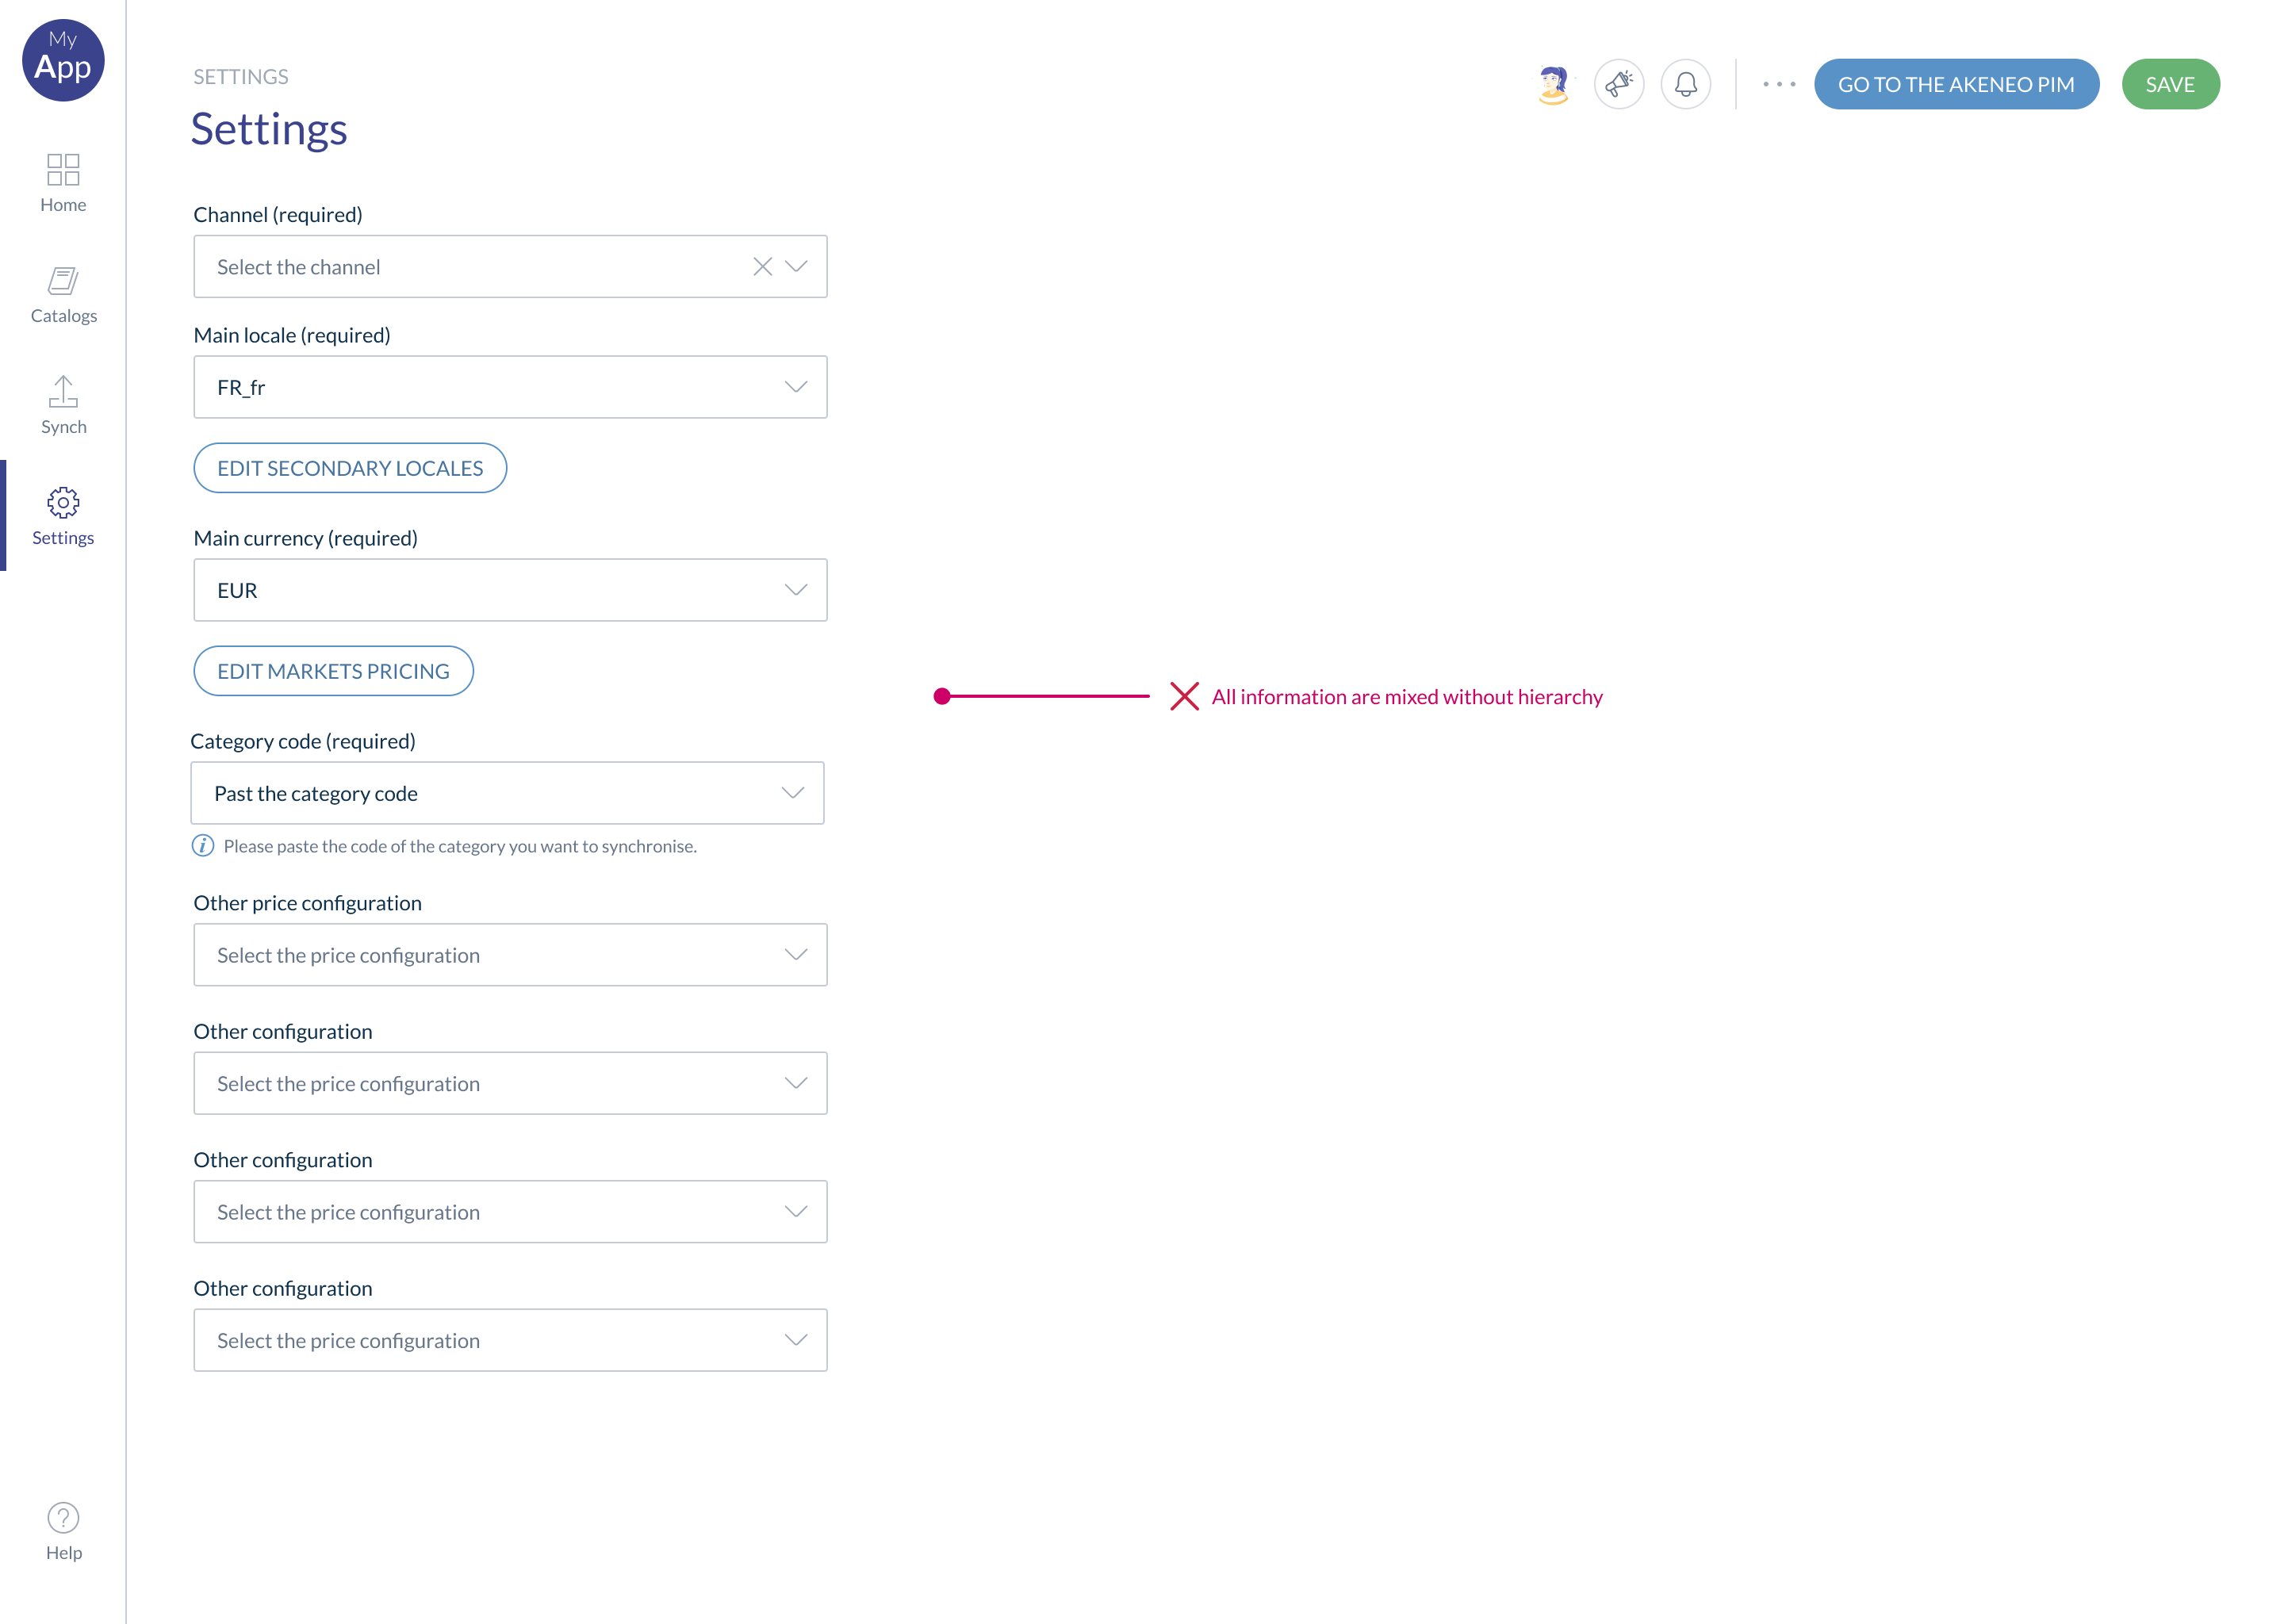 My
App
Home
Catalogs
Synch
Settings
Help
SETTINGS
Settings
GO TO THE AKENEO PIM
SAVE
Channel (required)
Select the channel
Main locale (required)
FR_fr
EDIT SECONDARY LOCALES
Main currency (required)
EUR
EDIT MARKETS PRICING
All information are mixed without hierarchy
Category code (required)
Past the category code
Please paste the code of the category you want to synchronise.
Other price configuration
Select the price configuration
Other configuration
Select the price configuration
Other configuration
Select the price configuration
Other configuration
Select the price configuration